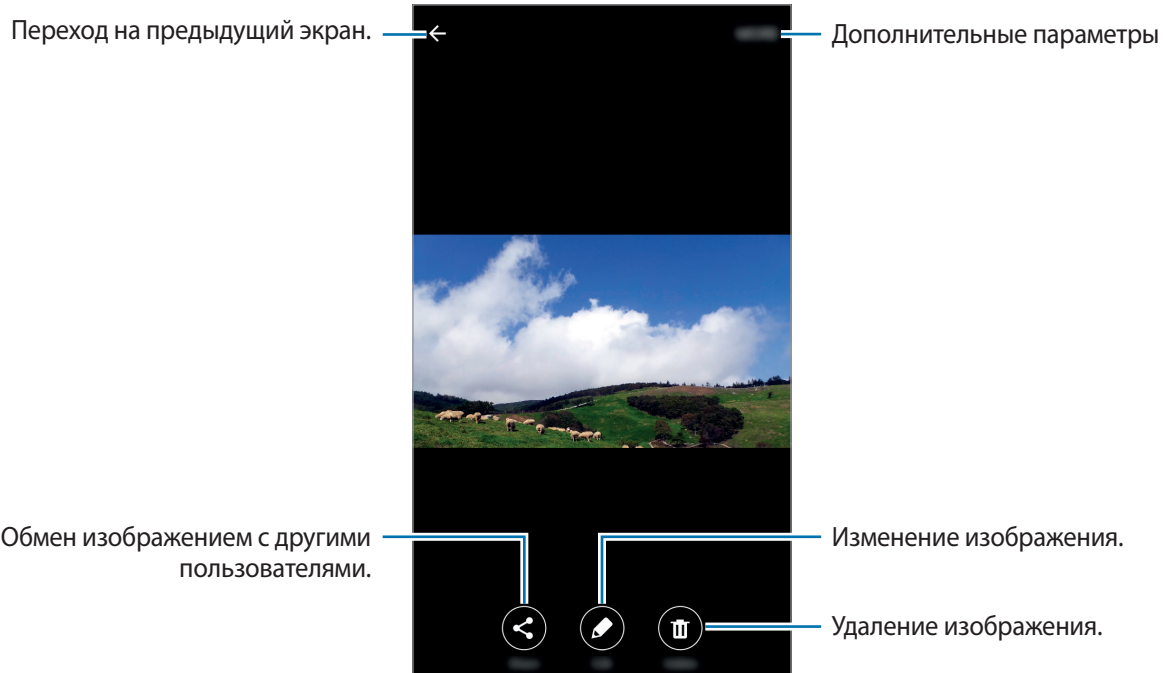 Переход на предыдущий экран.
Дополнительные параметры
Обмен изображением с другими
пользователями.
Изменение изображения.
Удаление изображения.